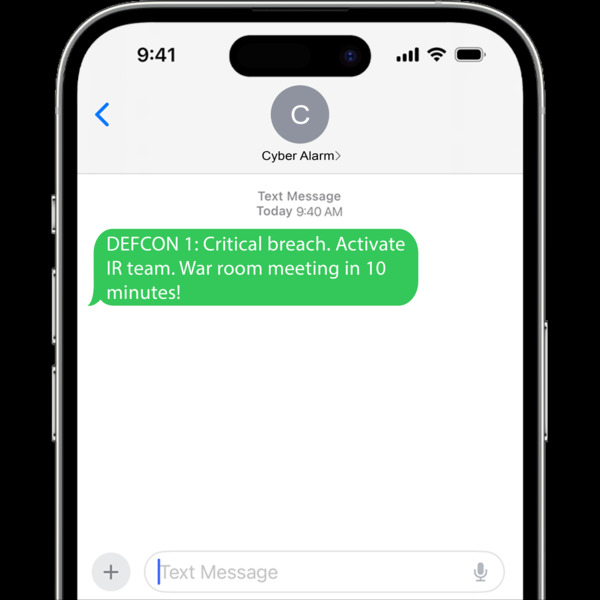 9:41
C
Cyber Alarm
Text Message
Today 9:40 AM
DEFCON 1: Critical breach. Activate
IR team. War room meeting in 10
minutes!
Text Message